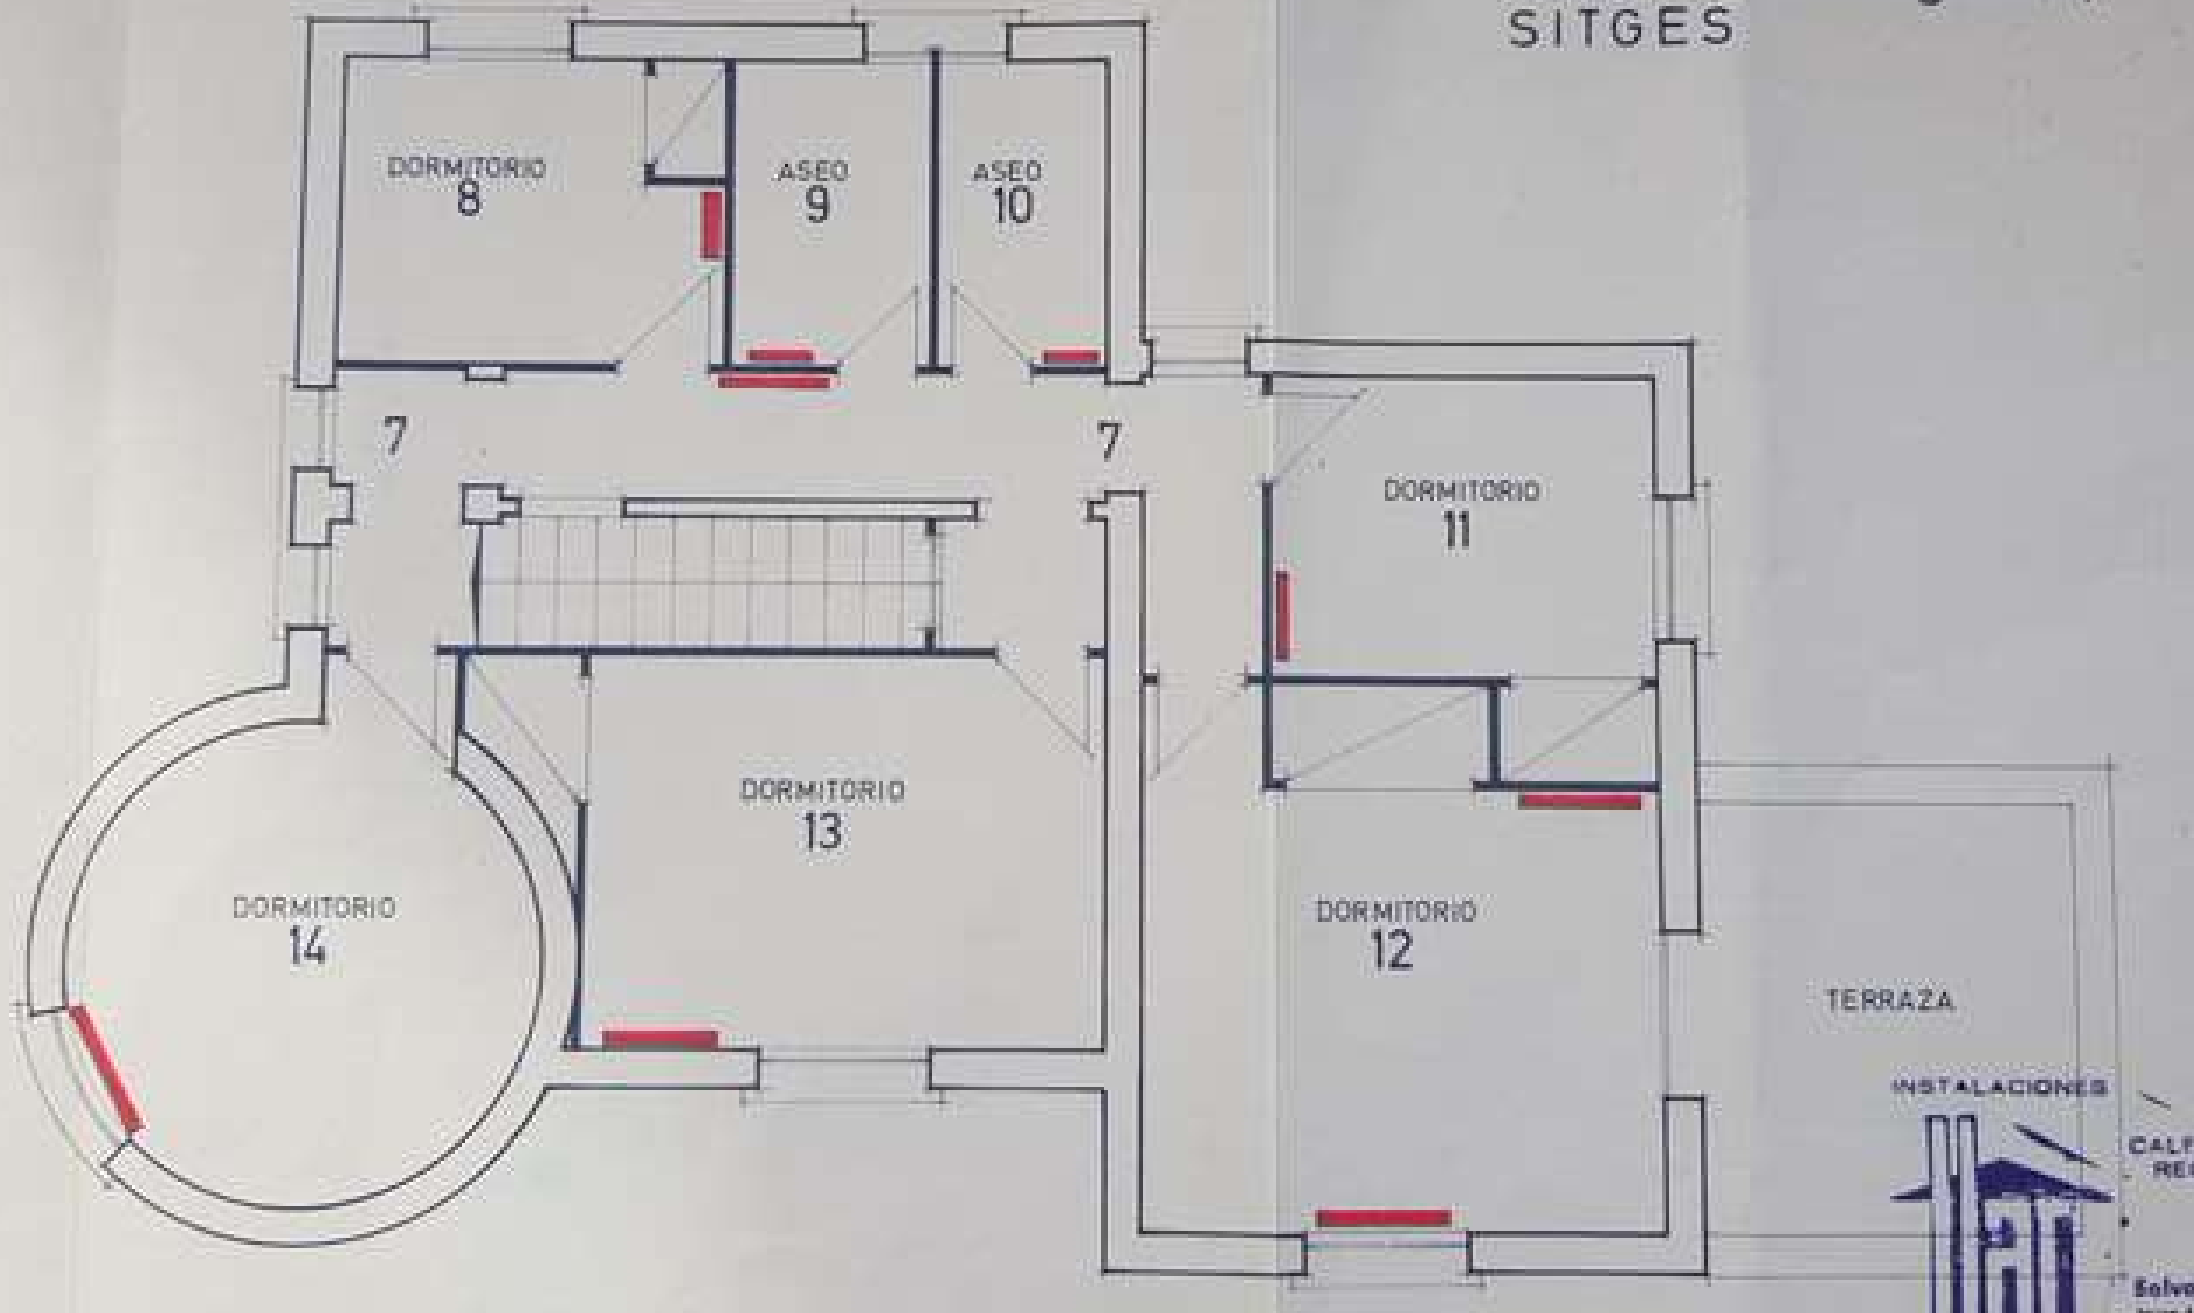 SITGES
DORMITORIO
8
ASEO
9
ASEO
10
7
7
DORMITORIO
11
DORMITORIO
13
DORMITORIO
14
DORMITORIO
12
TERRAZA
INSTALACIONES